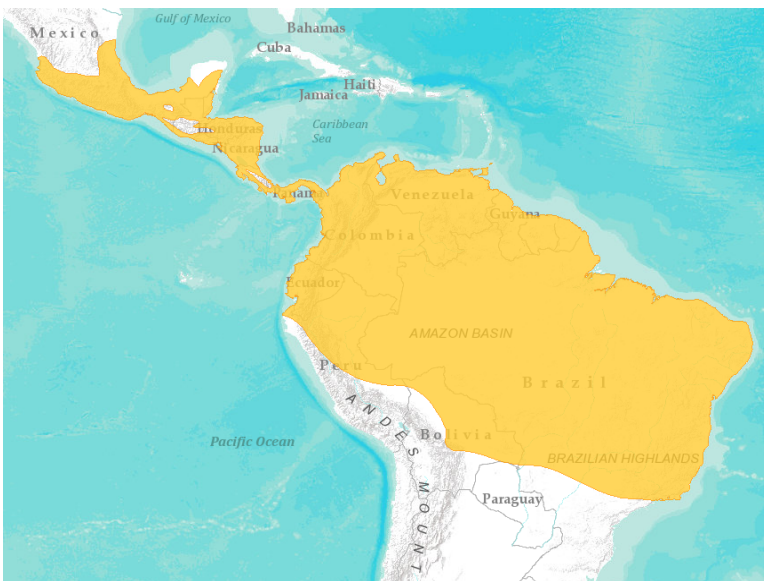 Gulf of Mexico
Mexico
Bahamas
Cuba
Haiti
Jamaica
Caribbean
Sea
Honduras
Nicaragua
Panama
Venezuela
Guyana
Colombia
Ecuador
AMAZON BASIN
Peru
Brazil
ANDES MOUNT
Pacific Ocean
Bolivia
BRAZILIAN HIGHLANDS
Paraguay